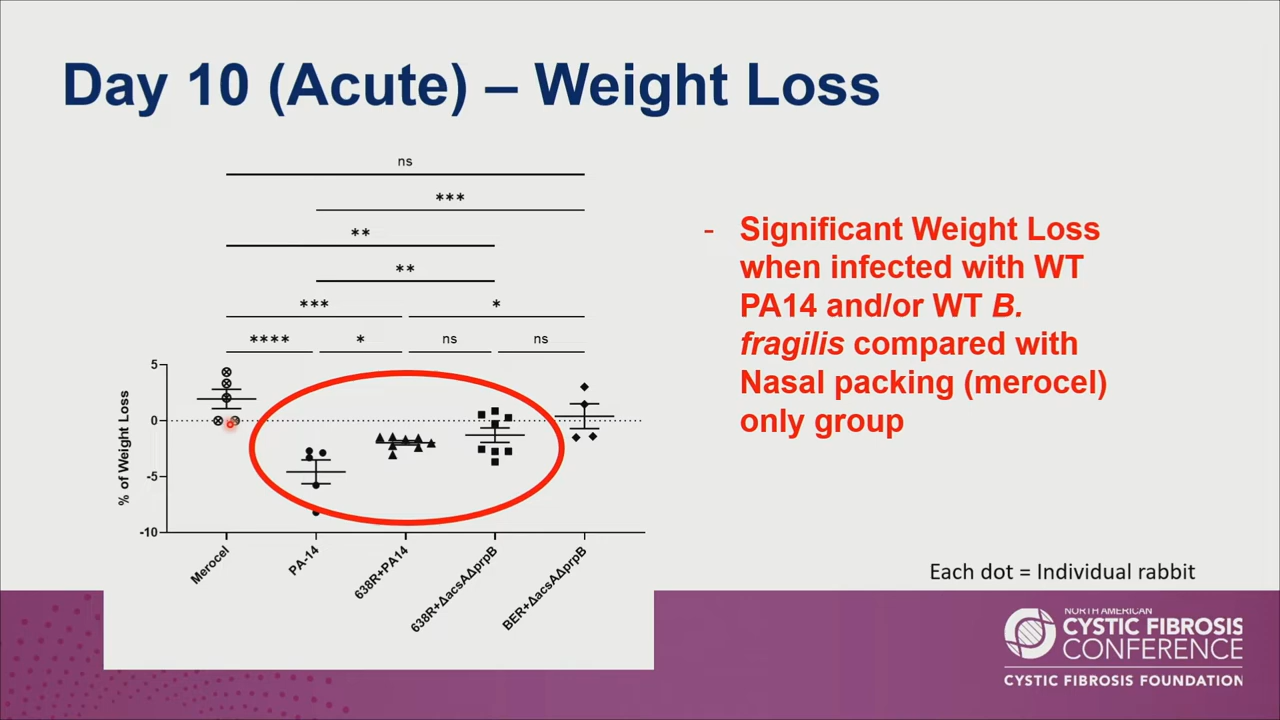 Day 10 (Acute) – Weight Loss
ns
***
**
**
***
*
****
*
ns
ns
5
0
-5
-10
% of Weight Loss
Merocel
PA-14
638R+PA14
638R+ΔacsAΔprpB
BER+ΔacsAΔprpB
- Significant Weight Loss
when infected with WT
PA14 and/or WT B.
fragilis compared with
Nasal packing (merocel)
only group
Each dot = Individual rabbit
NORTH AMERICAN
CYSTIC FIBROSIS
CONFERENCE
CYSTIC FIBROSIS FOUNDATION